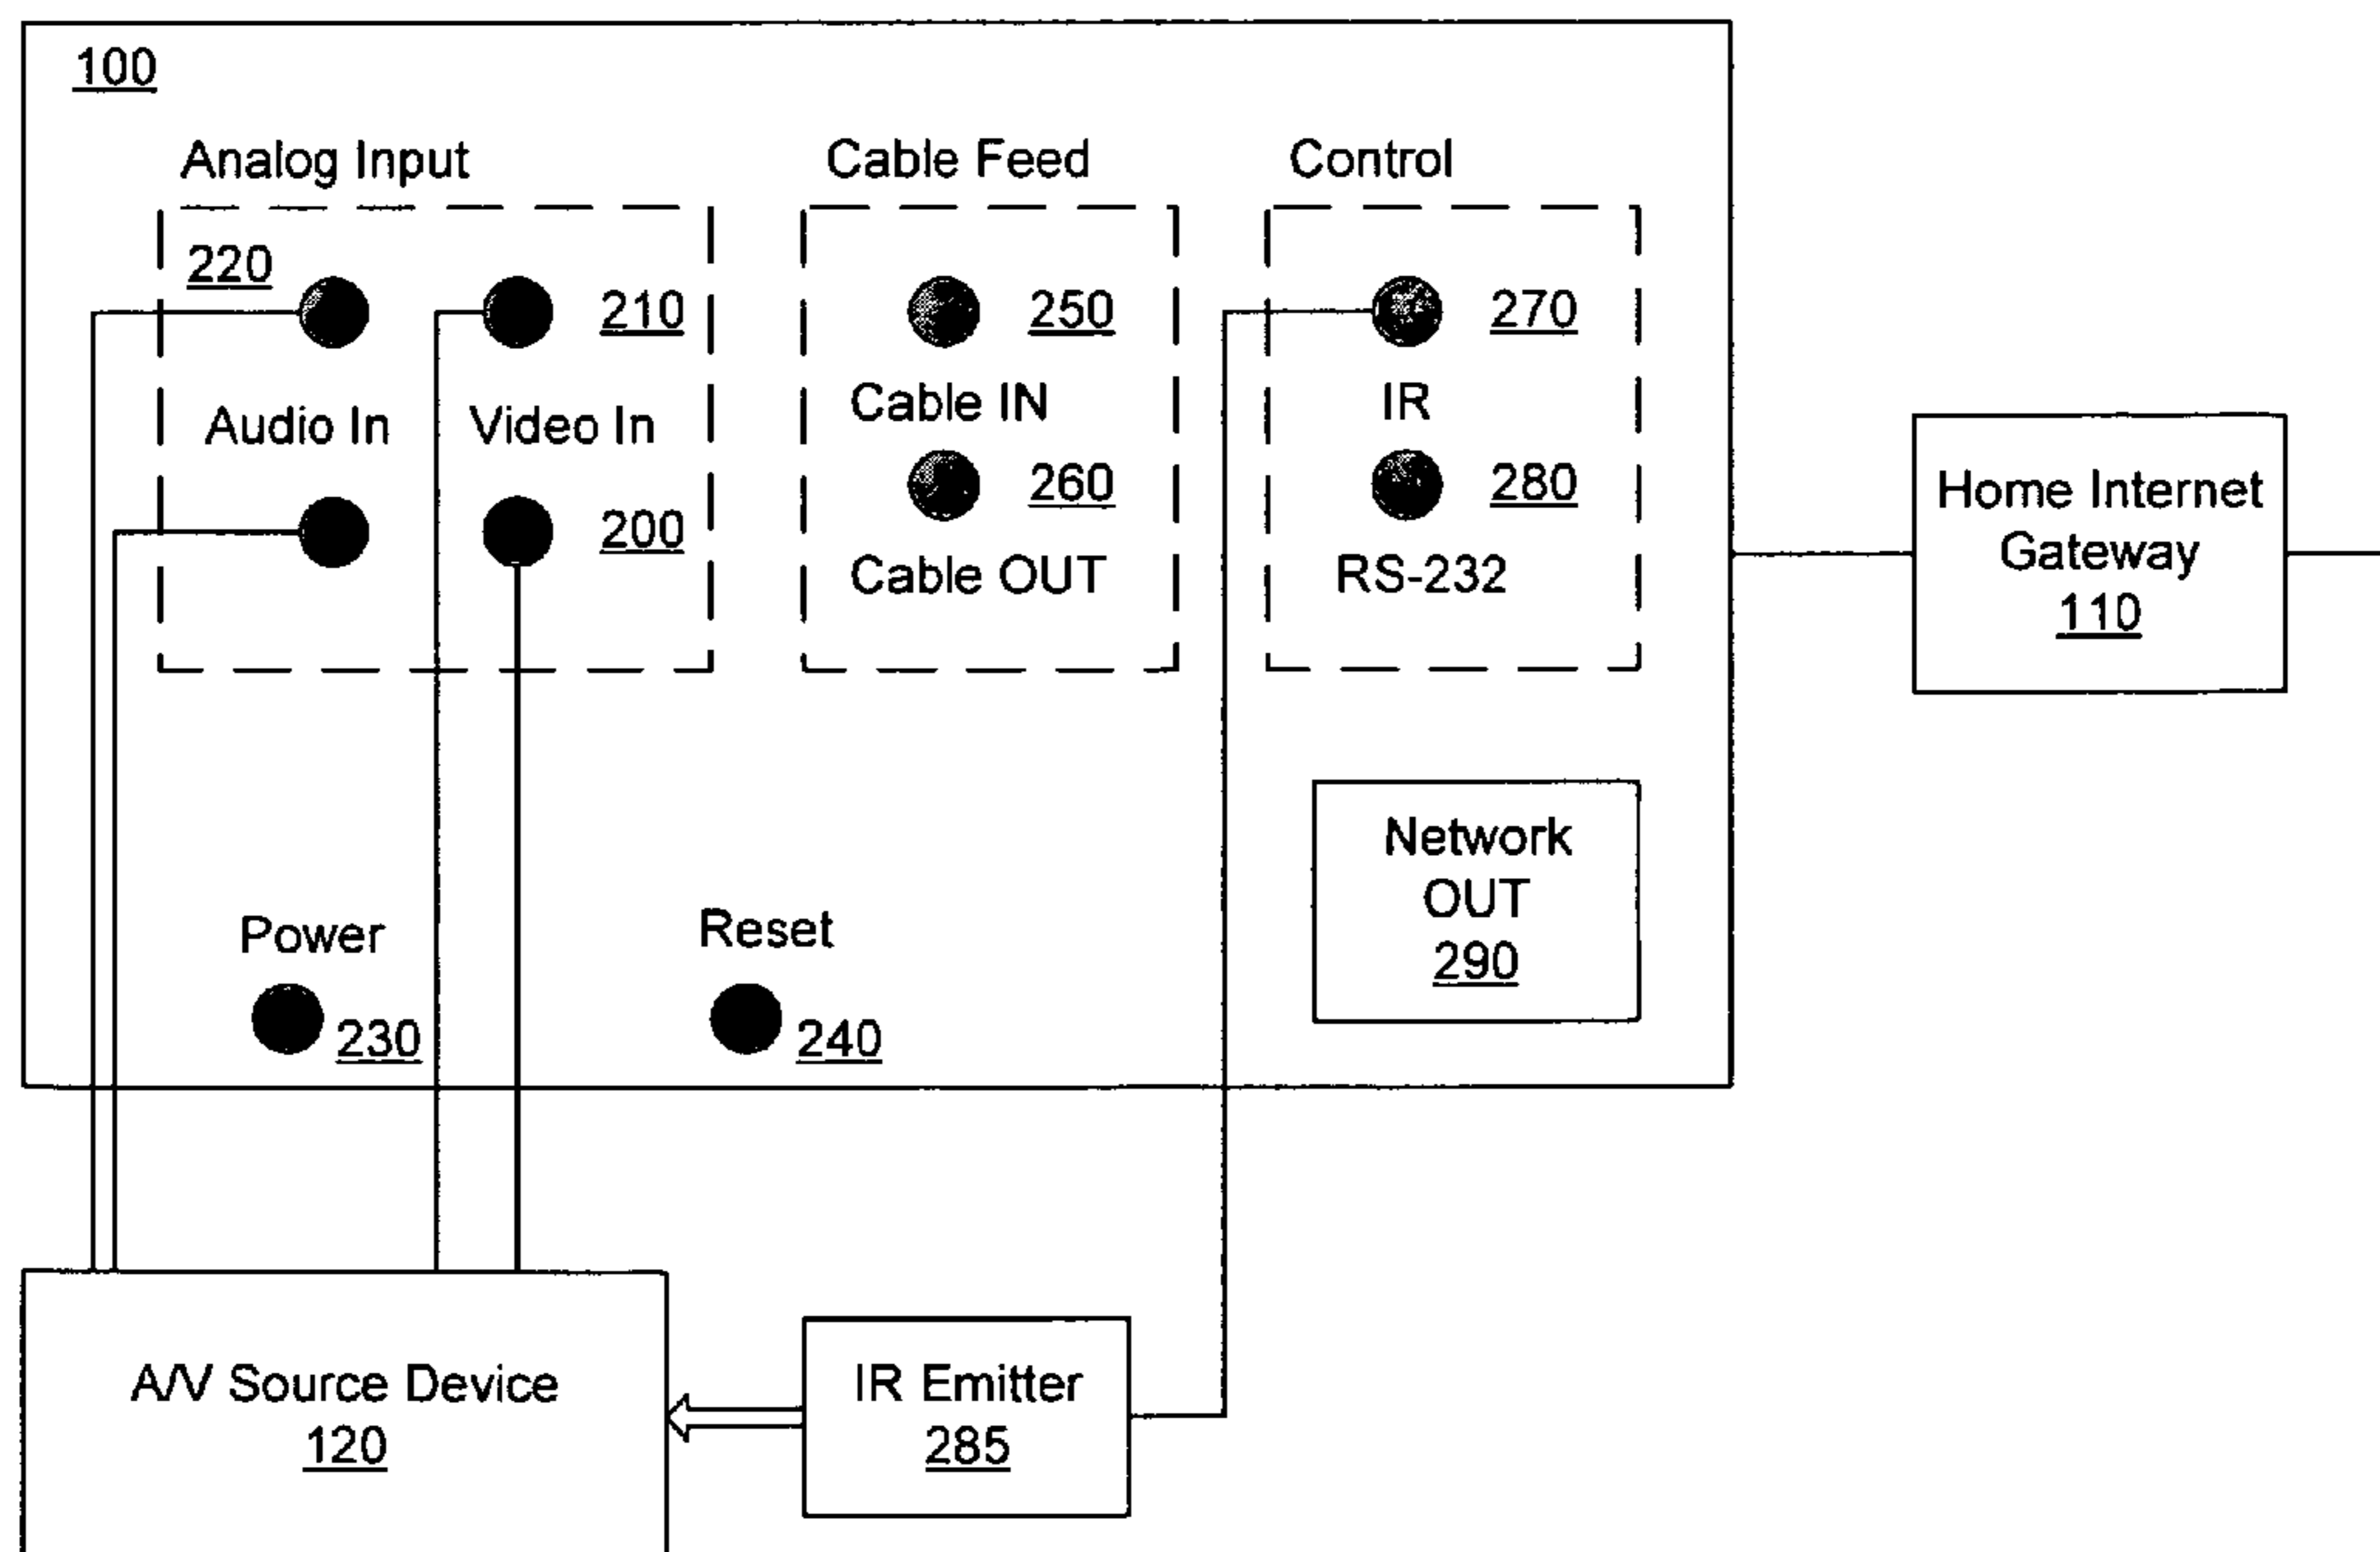 100
Analog Input
Cable Feed
Control
220
210
250
270
Audio In
Video In
Cable IN
IR
200
260
280
Cable OUT
RS-232
Home Internet
Gateway
110
Network
OUT
290
Power
230
Reset
240
A/V Source Device
120
IR Emitter
285